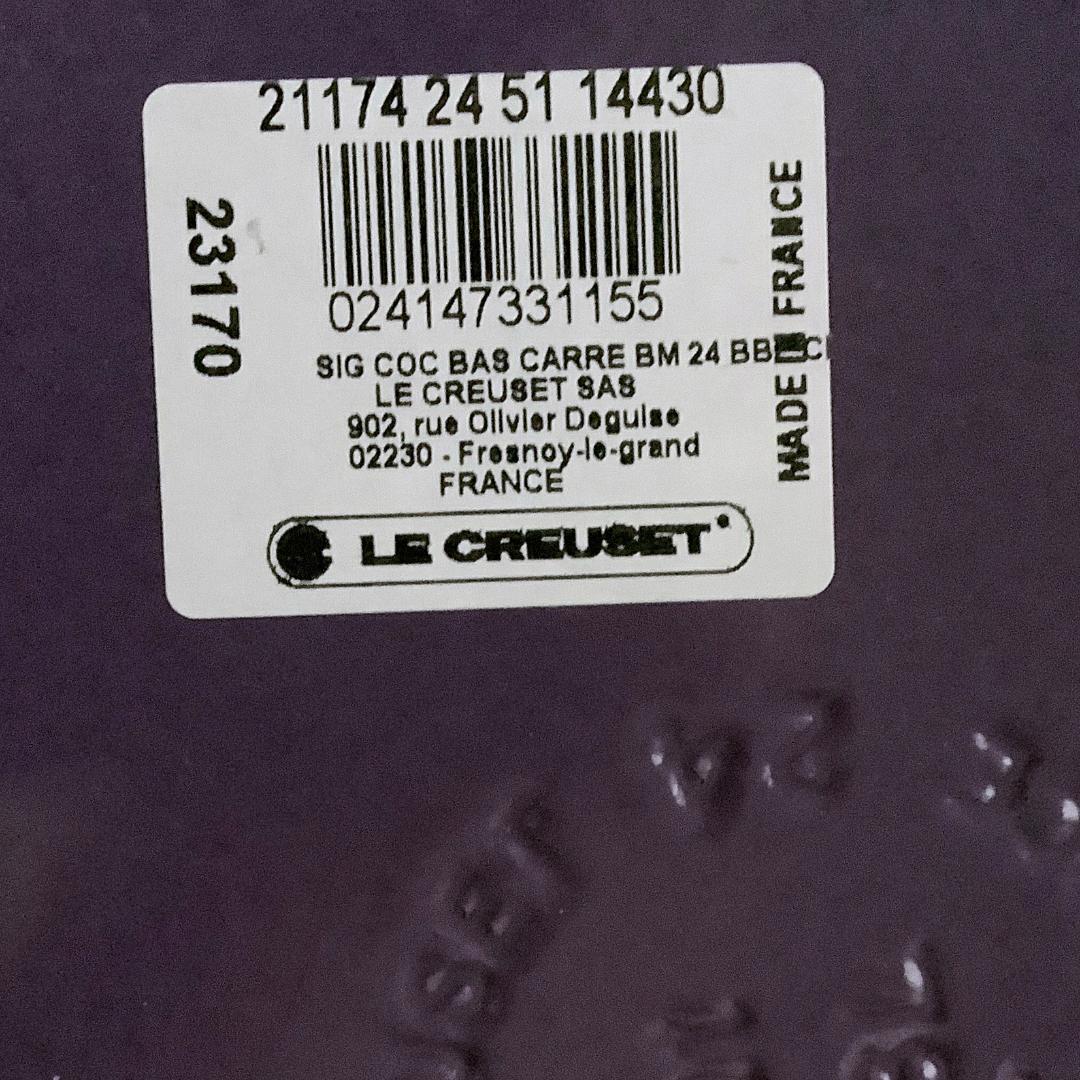 21174 24 51 14430
23170
024147331155
SIG COC BAS CARRE BM 24
LE CREUSET SAS
902, rue Olivier Deguise
02230 - Fresnoy-le-grand
FRANCE
MADE IN FRANCE
LE CREUSET
24